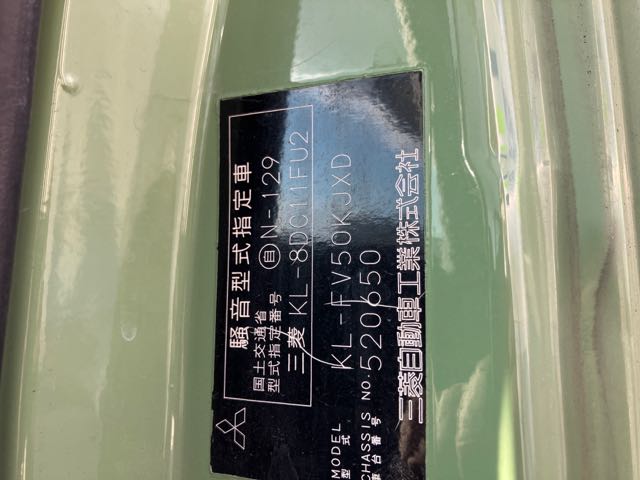 騒音型式指定車
国土交通省
型式指定番号 自N-129
三菱 KL-8DC11FU2
MODEL
型式 KL-FV50KJXD
CHASSIS NO.
車台番号 520650
三菱自動車工業株式会社